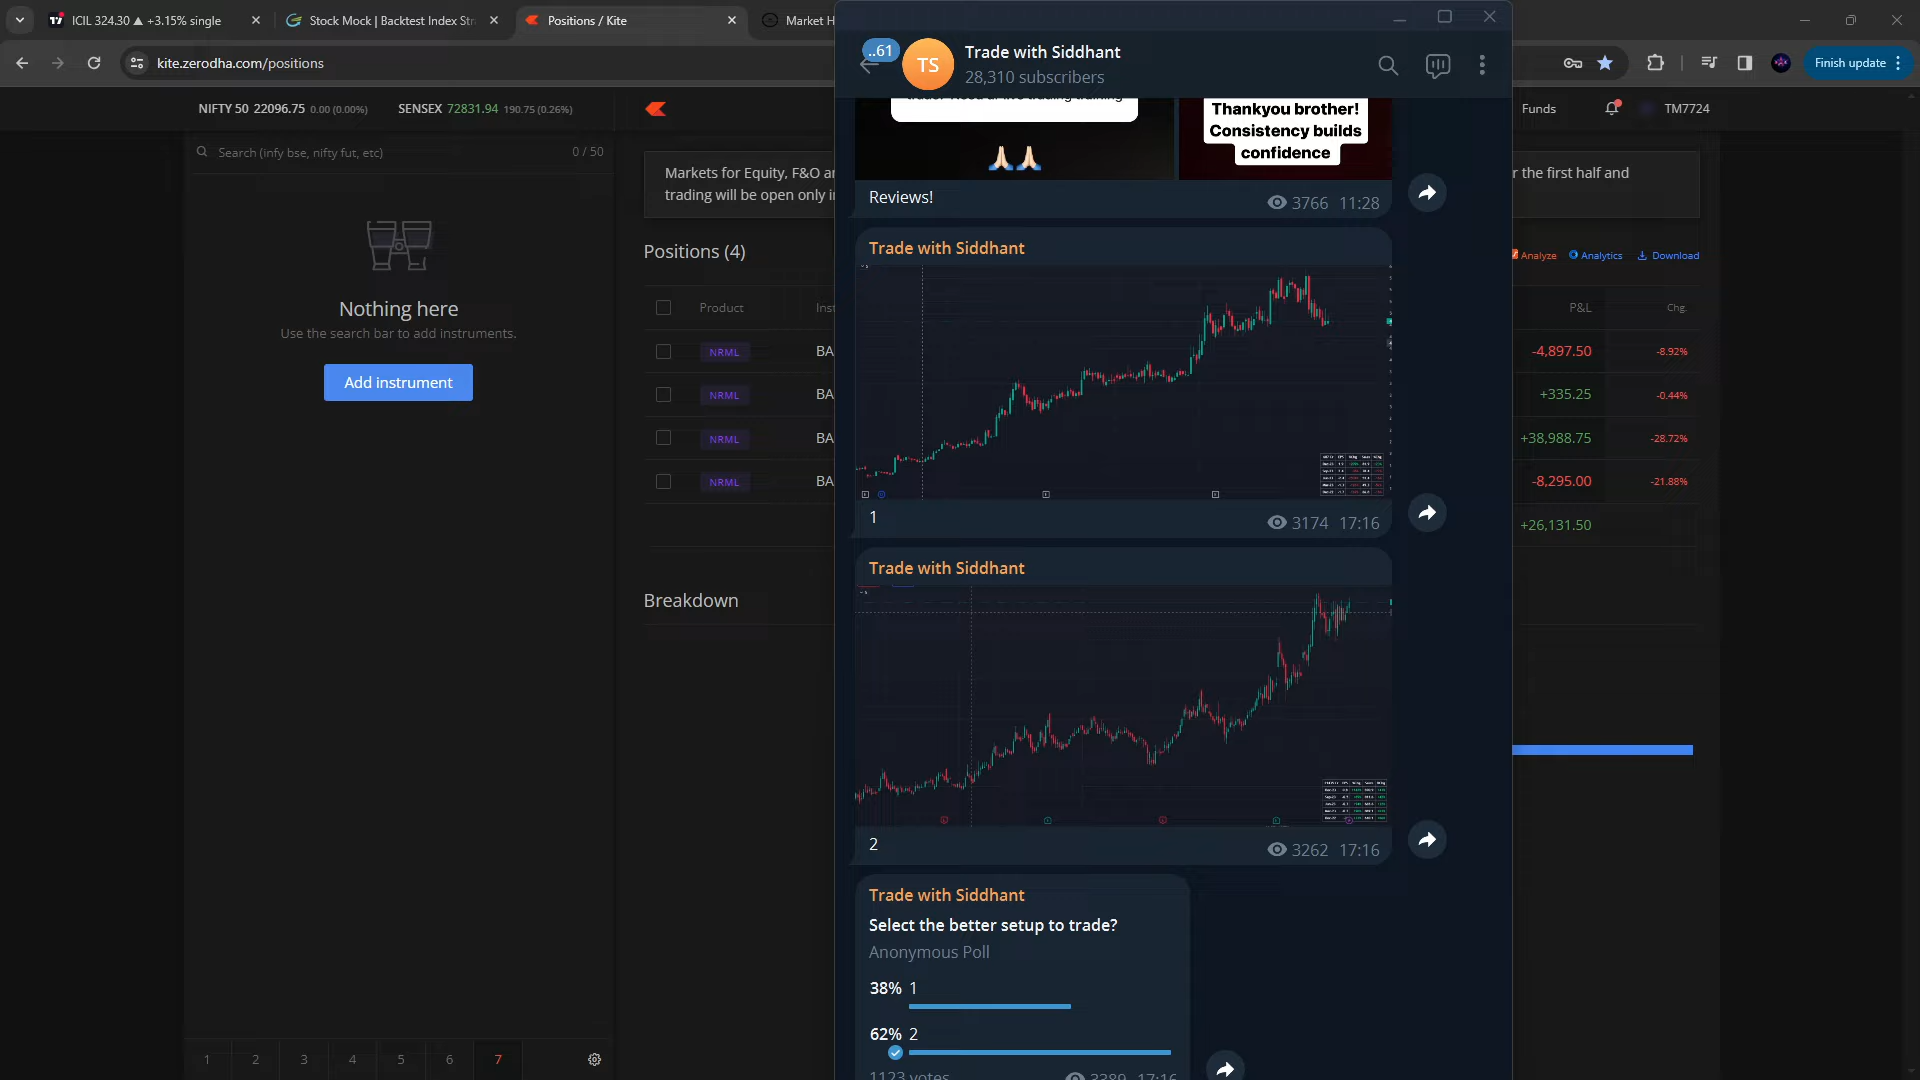 ICIL 324.30 ▲ +3.15% single
Stock Mock | Backtest Index Str
Positions / Kite
Market H
kite.zerodha.com/positions
Finish update
NIFTY 50 22096.75 0.00 (0.00%)
SENSEX 72831.94 190.75 (0.26%)
Funds
TM7724
Search (infy bse, nifty fut, etc)
0 / 50
Nothing here
Use the search bar to add instruments.
Add instrument
Markets for Equity, F&O
r the first half and
trading will be open only
Positions (4)
Analyze
Analytics
Download
Product
P&L
Chg.
NRML
BA
-4,897.50
-8.92%
NRML
BA
+335.25
-0.44%
NRML
BA
+38,988.75
-28.72%
NRML
BA
-8,295.00
-21.88%
+26,131.50
Breakdown
1
2
3
4
5
6
7
..61
TS
Trade with Siddhant
28,310 subscribers
Thankyou brother!
Consistency builds
confidence
Reviews!
3766 11:28
Trade with Siddhant
1
3174 17:16
Trade with Siddhant
2
3262 17:16
Trade with Siddhant
Select the better setup to trade?
Anonymous Poll
38% 1
62% 2
1123 votes
3389 17:16